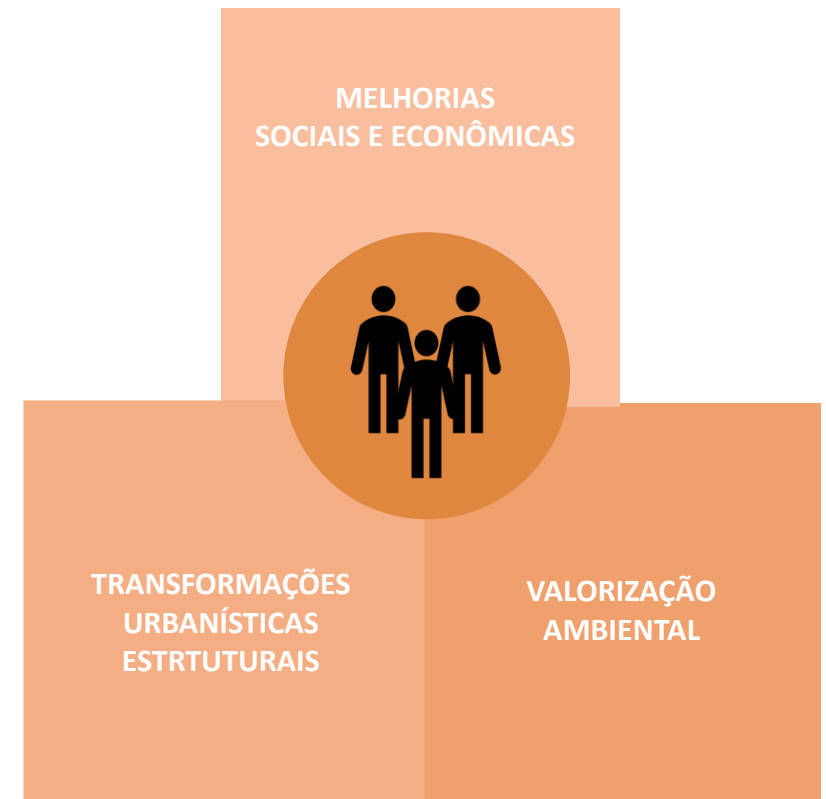 MELHORIAS
SOCIAIS E ECONÔMICAS
TRANSFORMAÇÕES
URBANÍSTICAS
ESTRTUTURAIS
VALORIZAÇÃO
AMBIENTAL